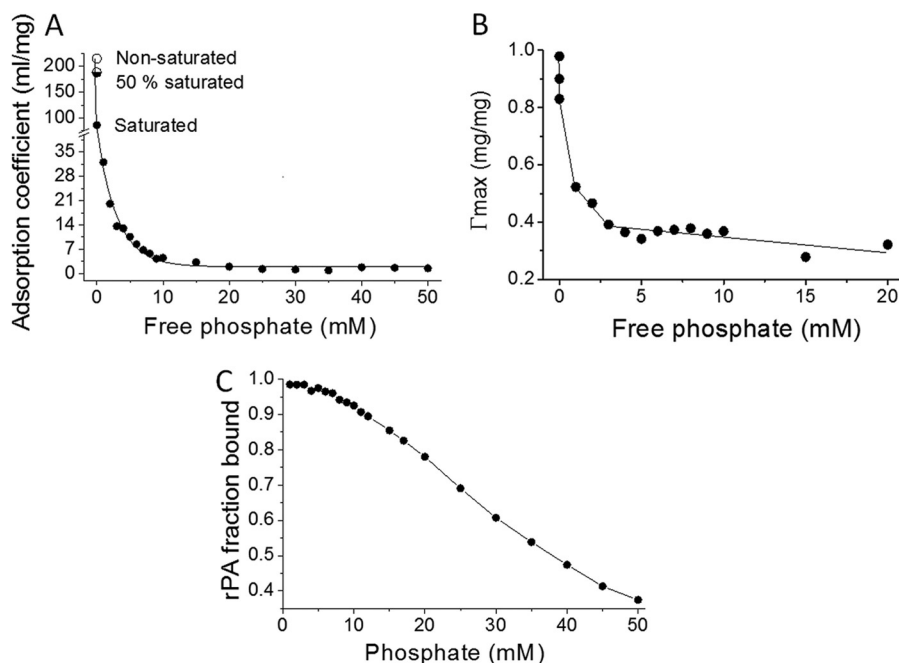 A
Adsorption coefficient (ml/mg)
200
150
100
35
28
21
14
7
0
Non-saturated
50 % saturated
Saturated
0 10 20 30 40 50
Free phosphate (mM)
B
Γmax (mg/mg)
1.0
0.8
0.6
0.4
0.2
0 5 10 15 20
Free phosphate (mM)
C
rPA fraction bound
1.0
0.9
0.8
0.7
0.6
0.5
0.4
0 10 20 30 40 50
Phosphate (mM)